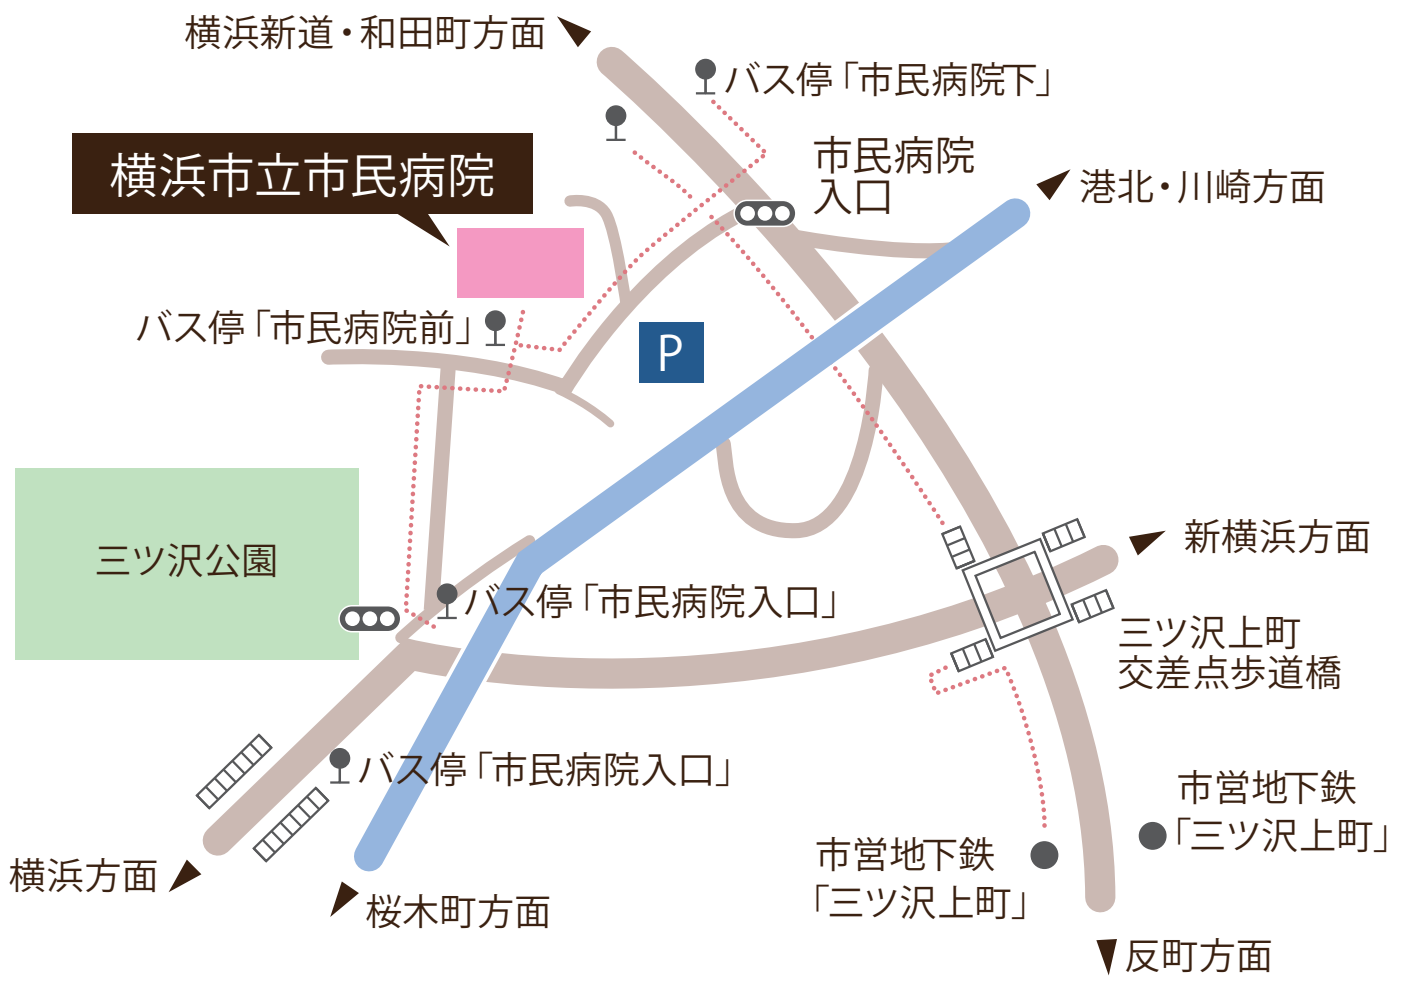 横浜新道・和田町方面
バス停「市民病院下」
市民病院
入口
横浜市立市民病院
港北・川崎方面
バス停「市民病院前」
P
新横浜方面
三ツ沢公園
バス停「市民病院入口」
三ツ沢上町
交差点歩道橋
バス停「市民病院入口」
市営地下鉄
「三ツ沢上町」
市営地下鉄
「三ツ沢上町」
横浜方面
桜木町方面
反町方面